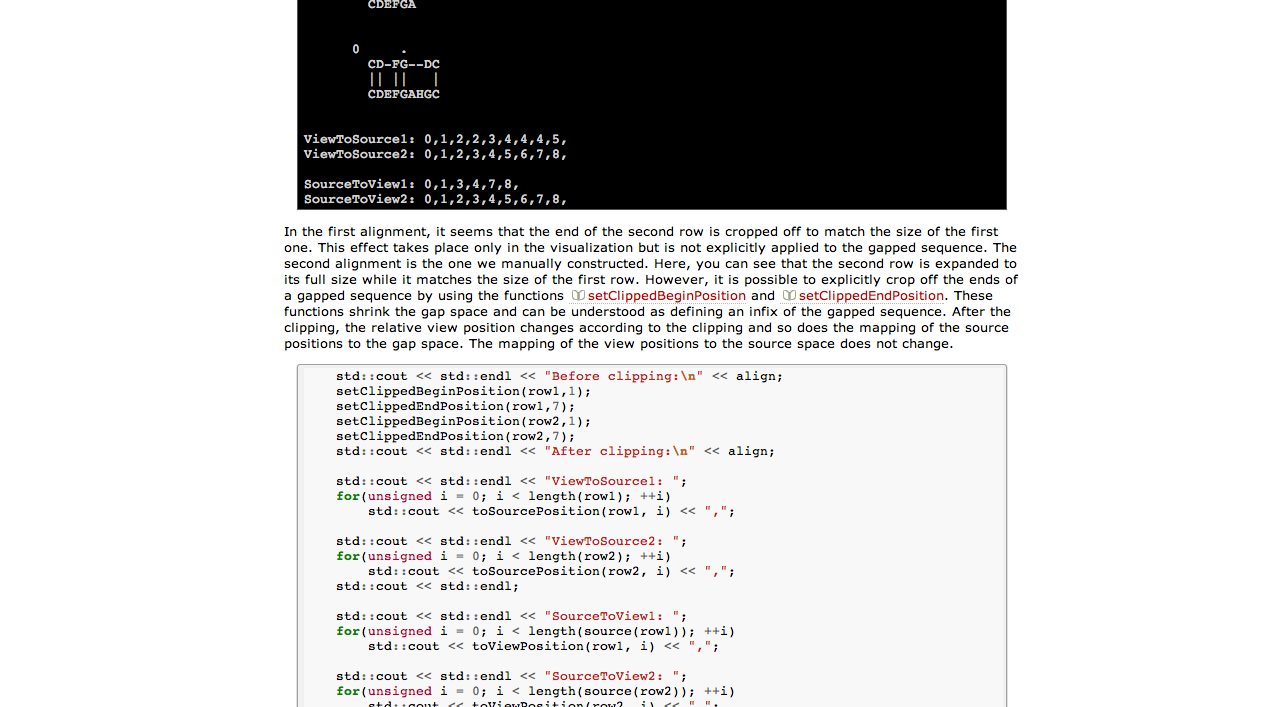 CDEFGA
0     .
CD-FG--DC
|| ||   |
CDEFGAHGC
ViewToSource1: 0,1,2,2,3,4,4,4,5,
ViewToSource2: 0,1,2,3,4,5,6,7,8,
SourceToView1: 0,1,3,4,7,8,
SourceToView2: 0,1,2,3,4,5,6,7,8,
In the first alignment, it seems that the end of the second row is cropped off to match the size of the first
one. This effect takes place only in the visualization but is not explicitly applied to the gapped sequence. The
second alignment is the one we manually constructed. Here, you can see that the second row is expanded to
its full size while it matches the size of the first row. However, it is possible to explicitly crop off the ends of
a gapped sequence by using the functions setClippedBeginPosition and setClippedEndPosition. These
functions shrink the gap space and can be understood as defining an infix of the gapped sequence. After the
clipping, the relative view position changes according to the clipping and so does the mapping of the source
positions to the gap space. The mapping of the view positions to the source space does not change.
std::cout << std::endl << "Before clipping:\n" << align;
setClippedBeginPosition(row1,1);
setClippedEndPosition(row1,7);
setClippedBeginPosition(row2,1);
setClippedEndPosition(row2,7);
std::cout << std::endl << "After clipping:\n" << align;
std::cout << std::endl << "ViewToSource1: ";
for(unsigned i = 0; i < length(row1); ++i)
std::cout << toSourcePosition(row1, i) << ",";
std::cout << std::endl << "ViewToSource2: ";
for(unsigned i = 0; i < length(row2); ++i)
std::cout << toSourcePosition(row2, i) << ",";
std::cout << std::endl;
std::cout << std::endl << "SourceToView1: ";
for(unsigned i = 0; i < length(source(row1)); ++i)
std::cout << toViewPosition(row1, i) << ",";
std::cout << std::endl << "SourceToView2: ";
for(unsigned i = 0; i < length(source(row2)); ++i)
std::cout << toViewPosition(row2, i) << ",";